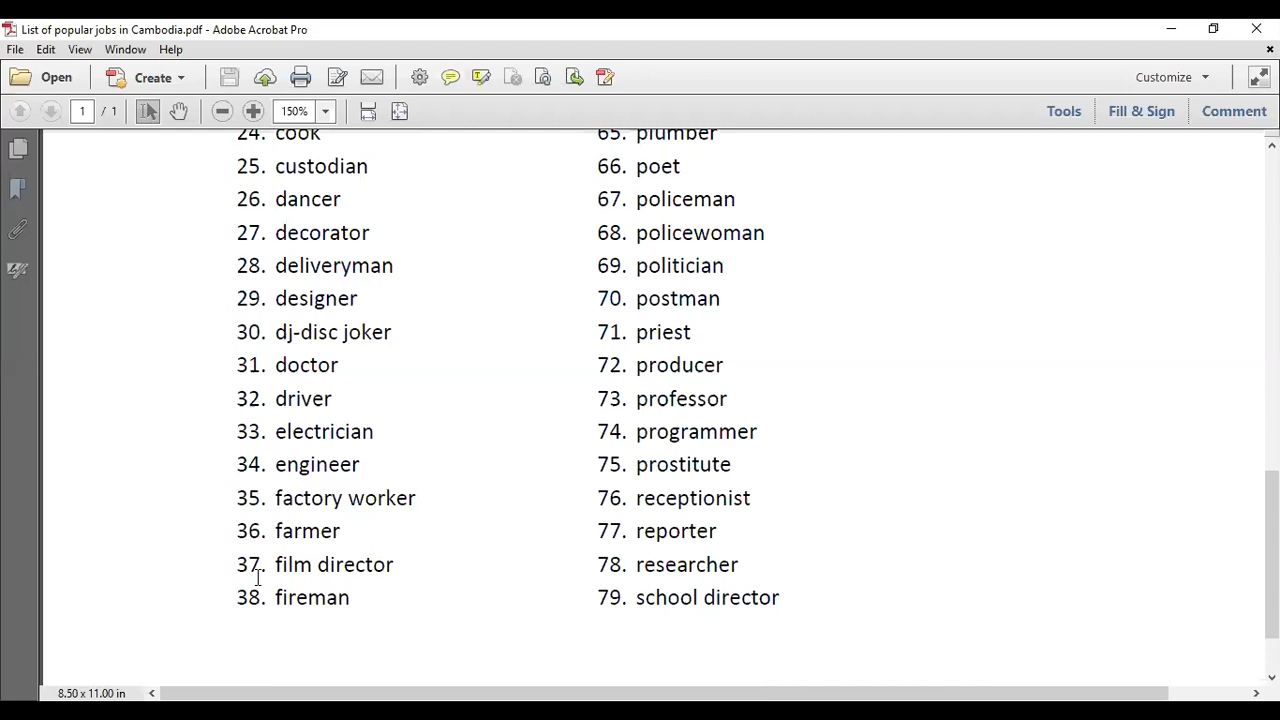 List of popular jobs in Cambodia.pdf - Adobe Acrobat Pro
File Edit View Window Help
Open Create Customize
1 / 1 150% Tools Fill & Sign Comment
24. cook
25. custodian
26. dancer
27. decorator
28. deliveryman
29. designer
30. dj-disc joker
31. doctor
32. driver
33. electrician
34. engineer
35. factory worker
36. farmer
37. film director
38. fireman
65. plumber
66. poet
67. policeman
68. policewoman
69. politician
70. postman
71. priest
72. producer
73. professor
74. programmer
75. prostitute
76. receptionist
77. reporter
78. researcher
79. school director
8.50 x 11.00 in